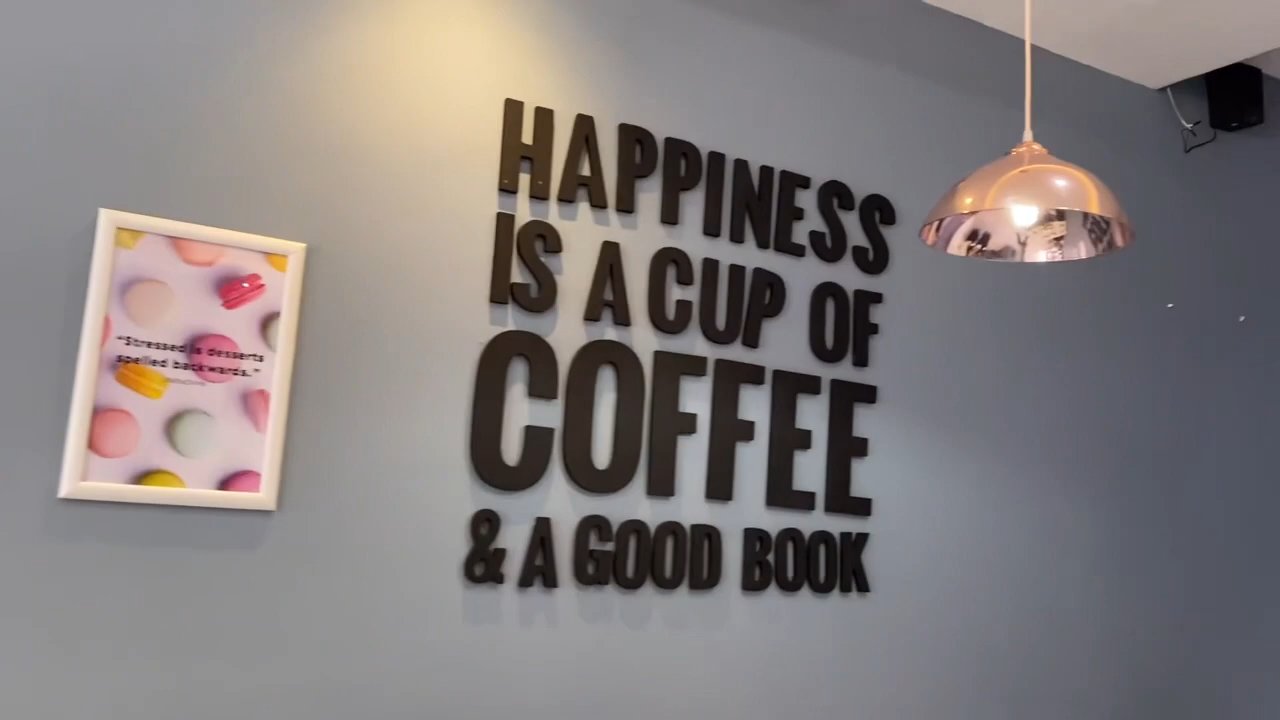 HAPPINESS
IS A CUP OF
COFFEE
& A GOOD BOOK
"Stressed is desserts
spelled backwards."